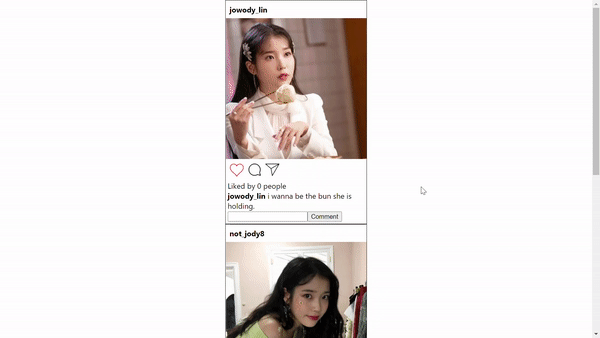 jowody_lin
Liked by 0 people
jowody_lin i wanna be the bun she is
holding.
Comment
not_jody8